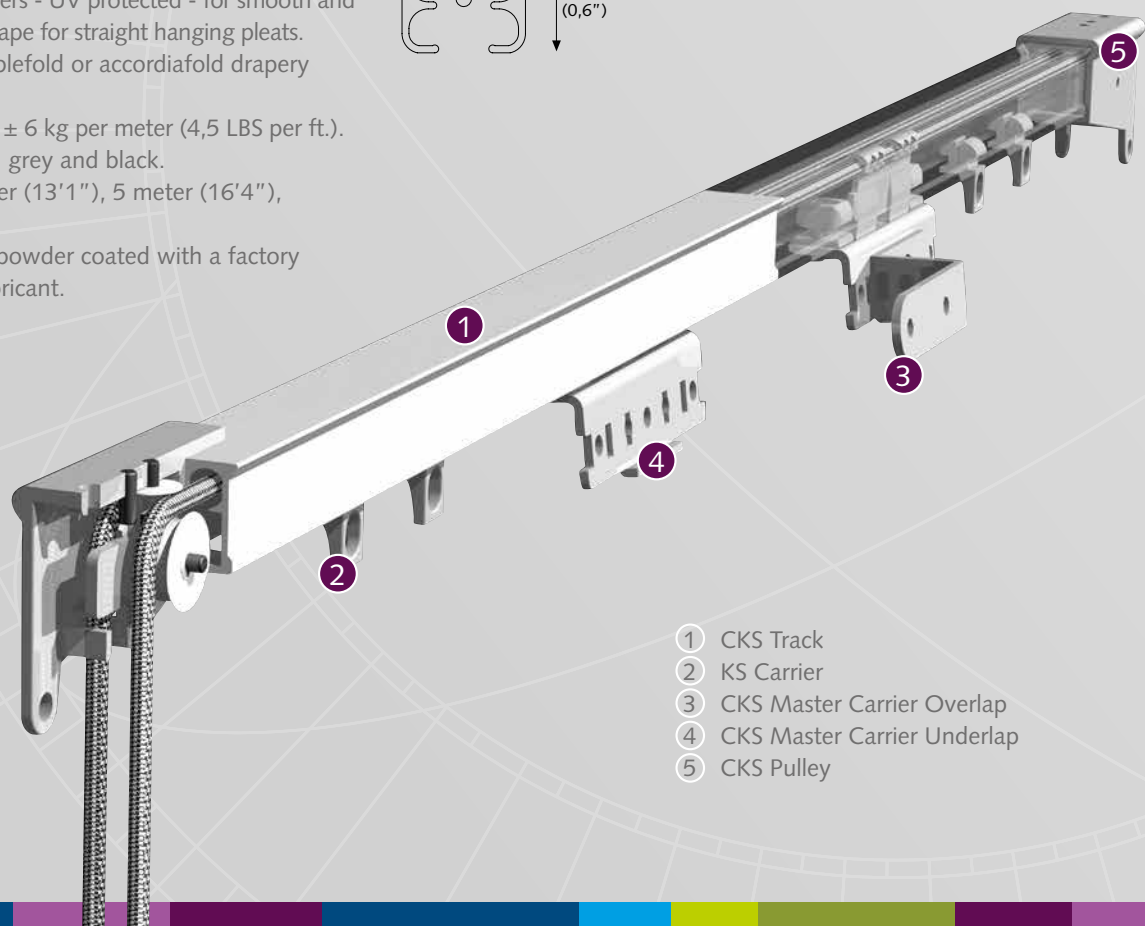 ers - UV protected - for smooth and
ape for straight hanging pleats.
plefold or accordiafold drapery
± 6 kg per meter (4,5 LBS per ft.).
grey and black.
er (13'1"), 5 meter (16'4"),
powder coated with a factory
ricant.
(0,6")
5
1
3
4
2
1 CKS Track
2 KS Carrier
3 CKS Master Carrier Overlap
4 CKS Master Carrier Underlap
5 CKS Pulley